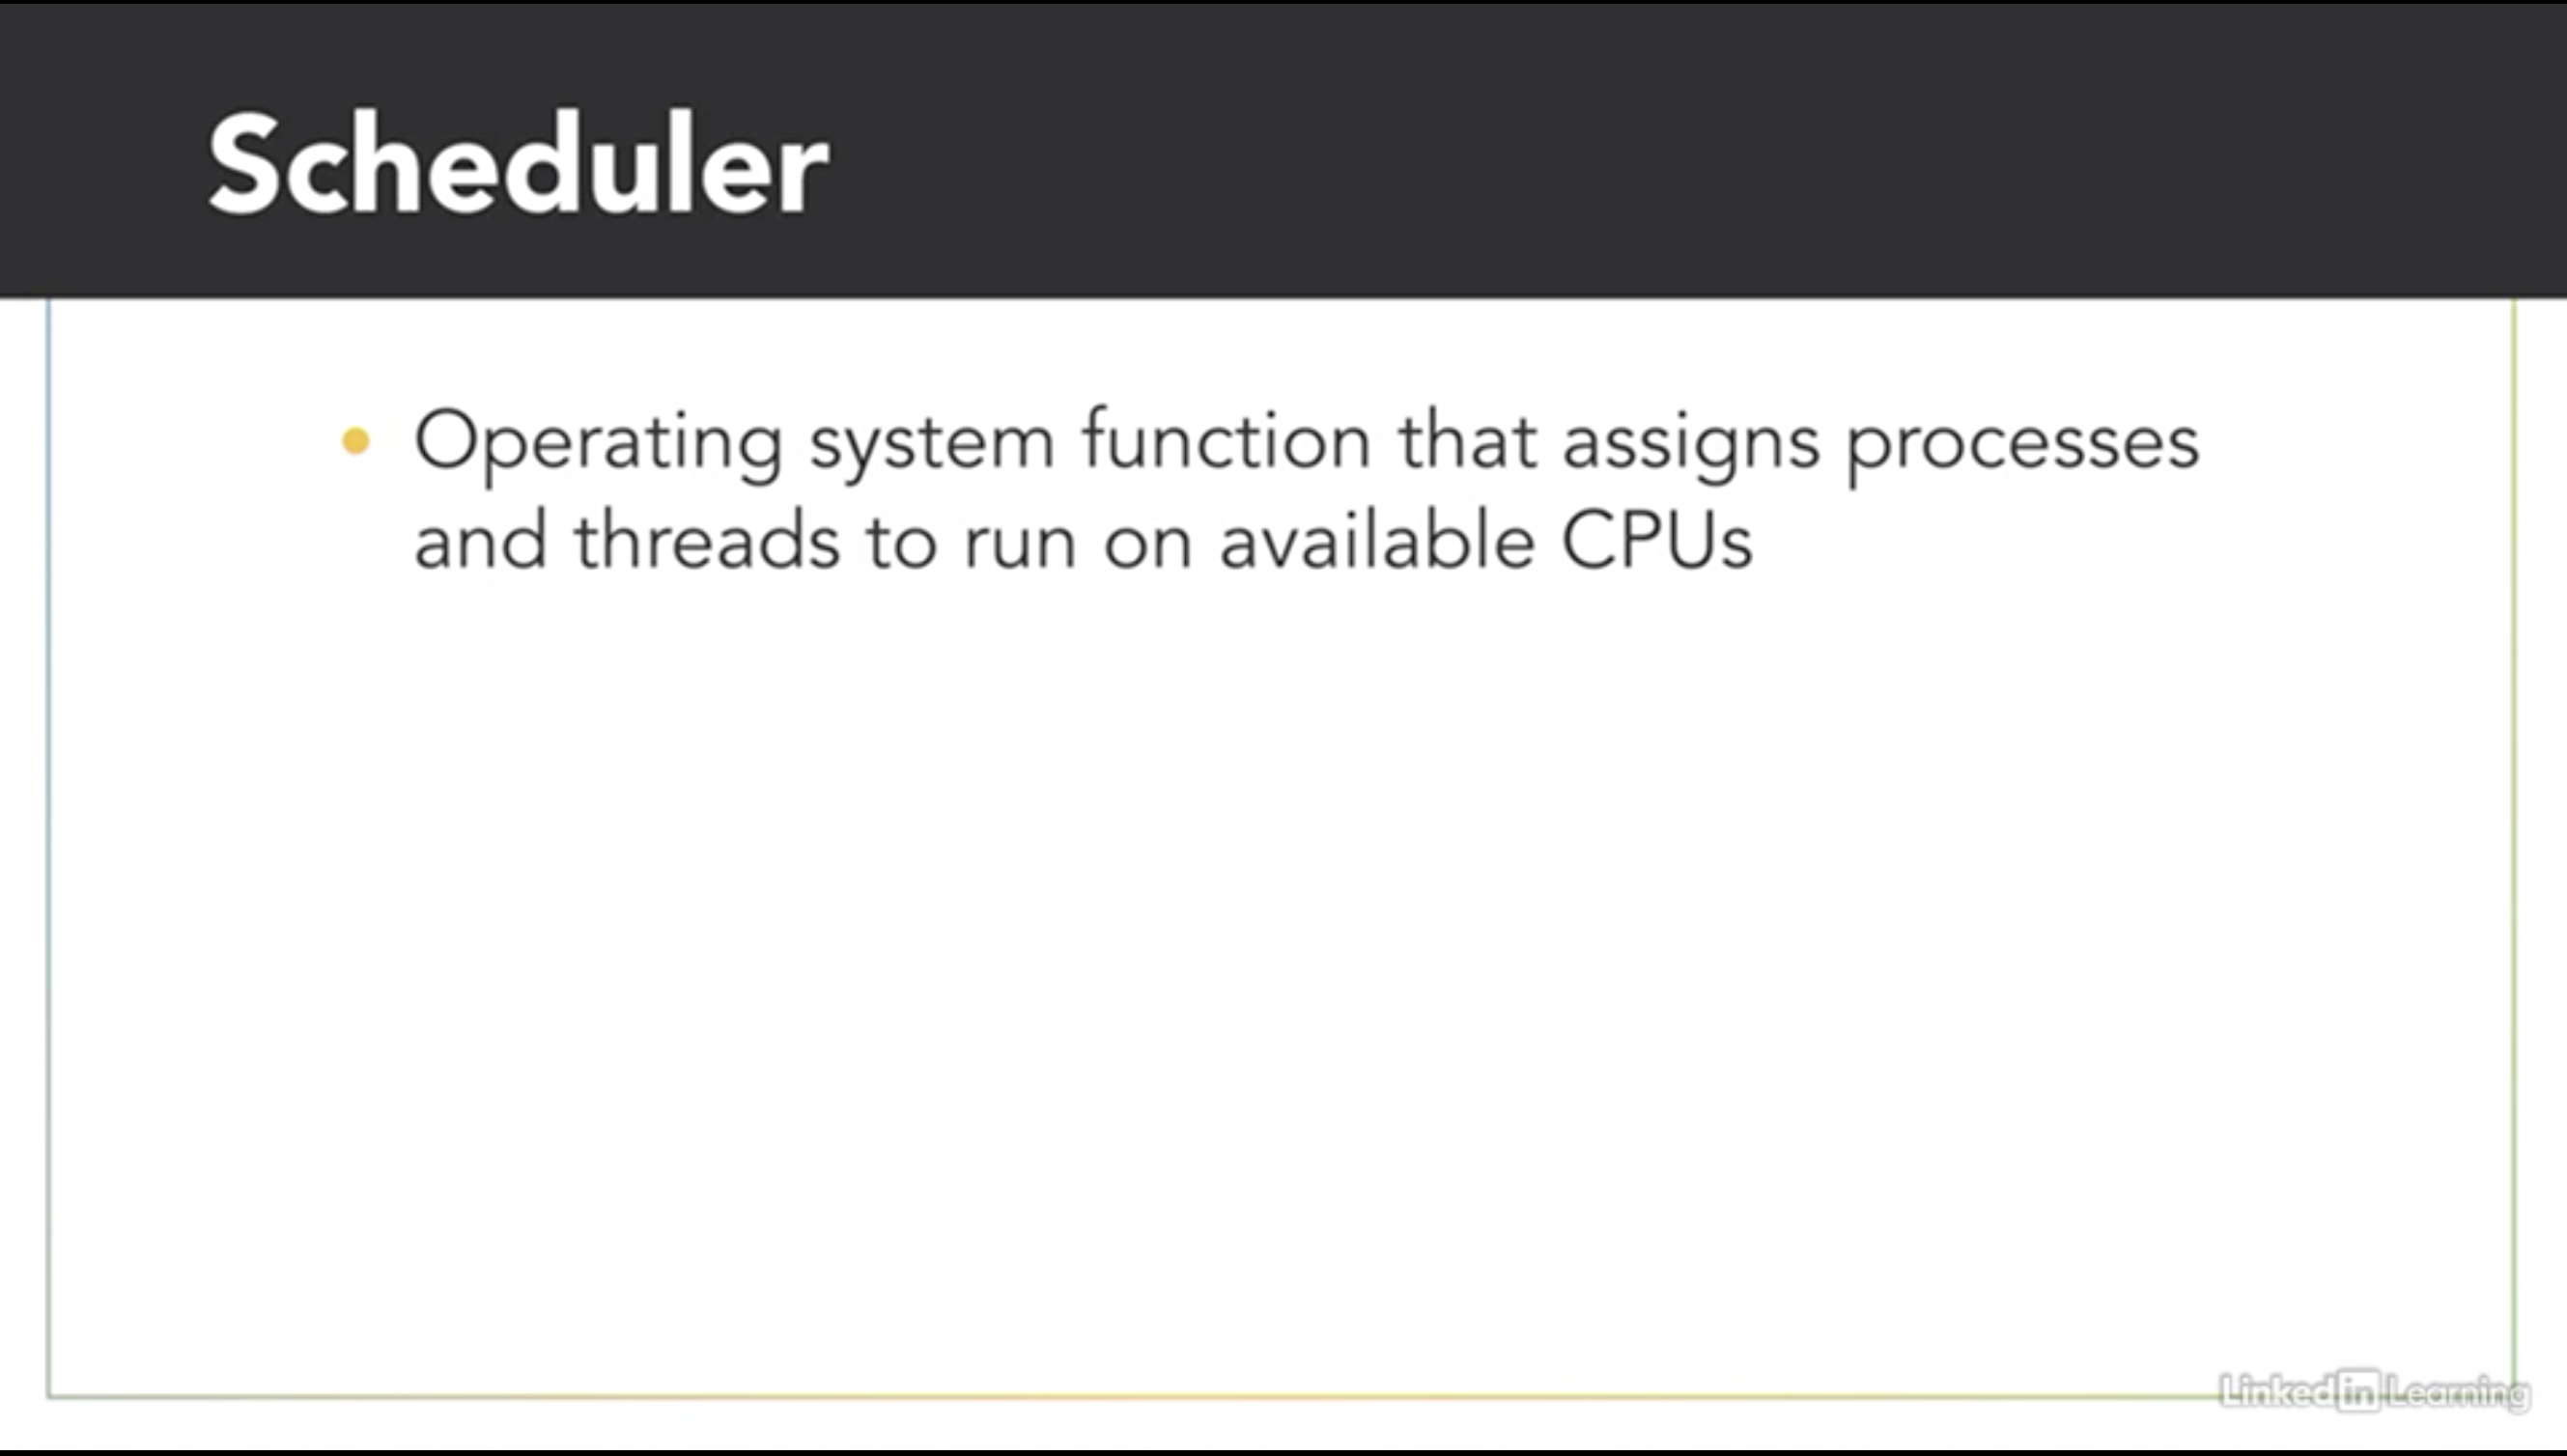 Scheduler
• Operating system function that assigns processes
and threads to run on available CPUs
Linked in Learning